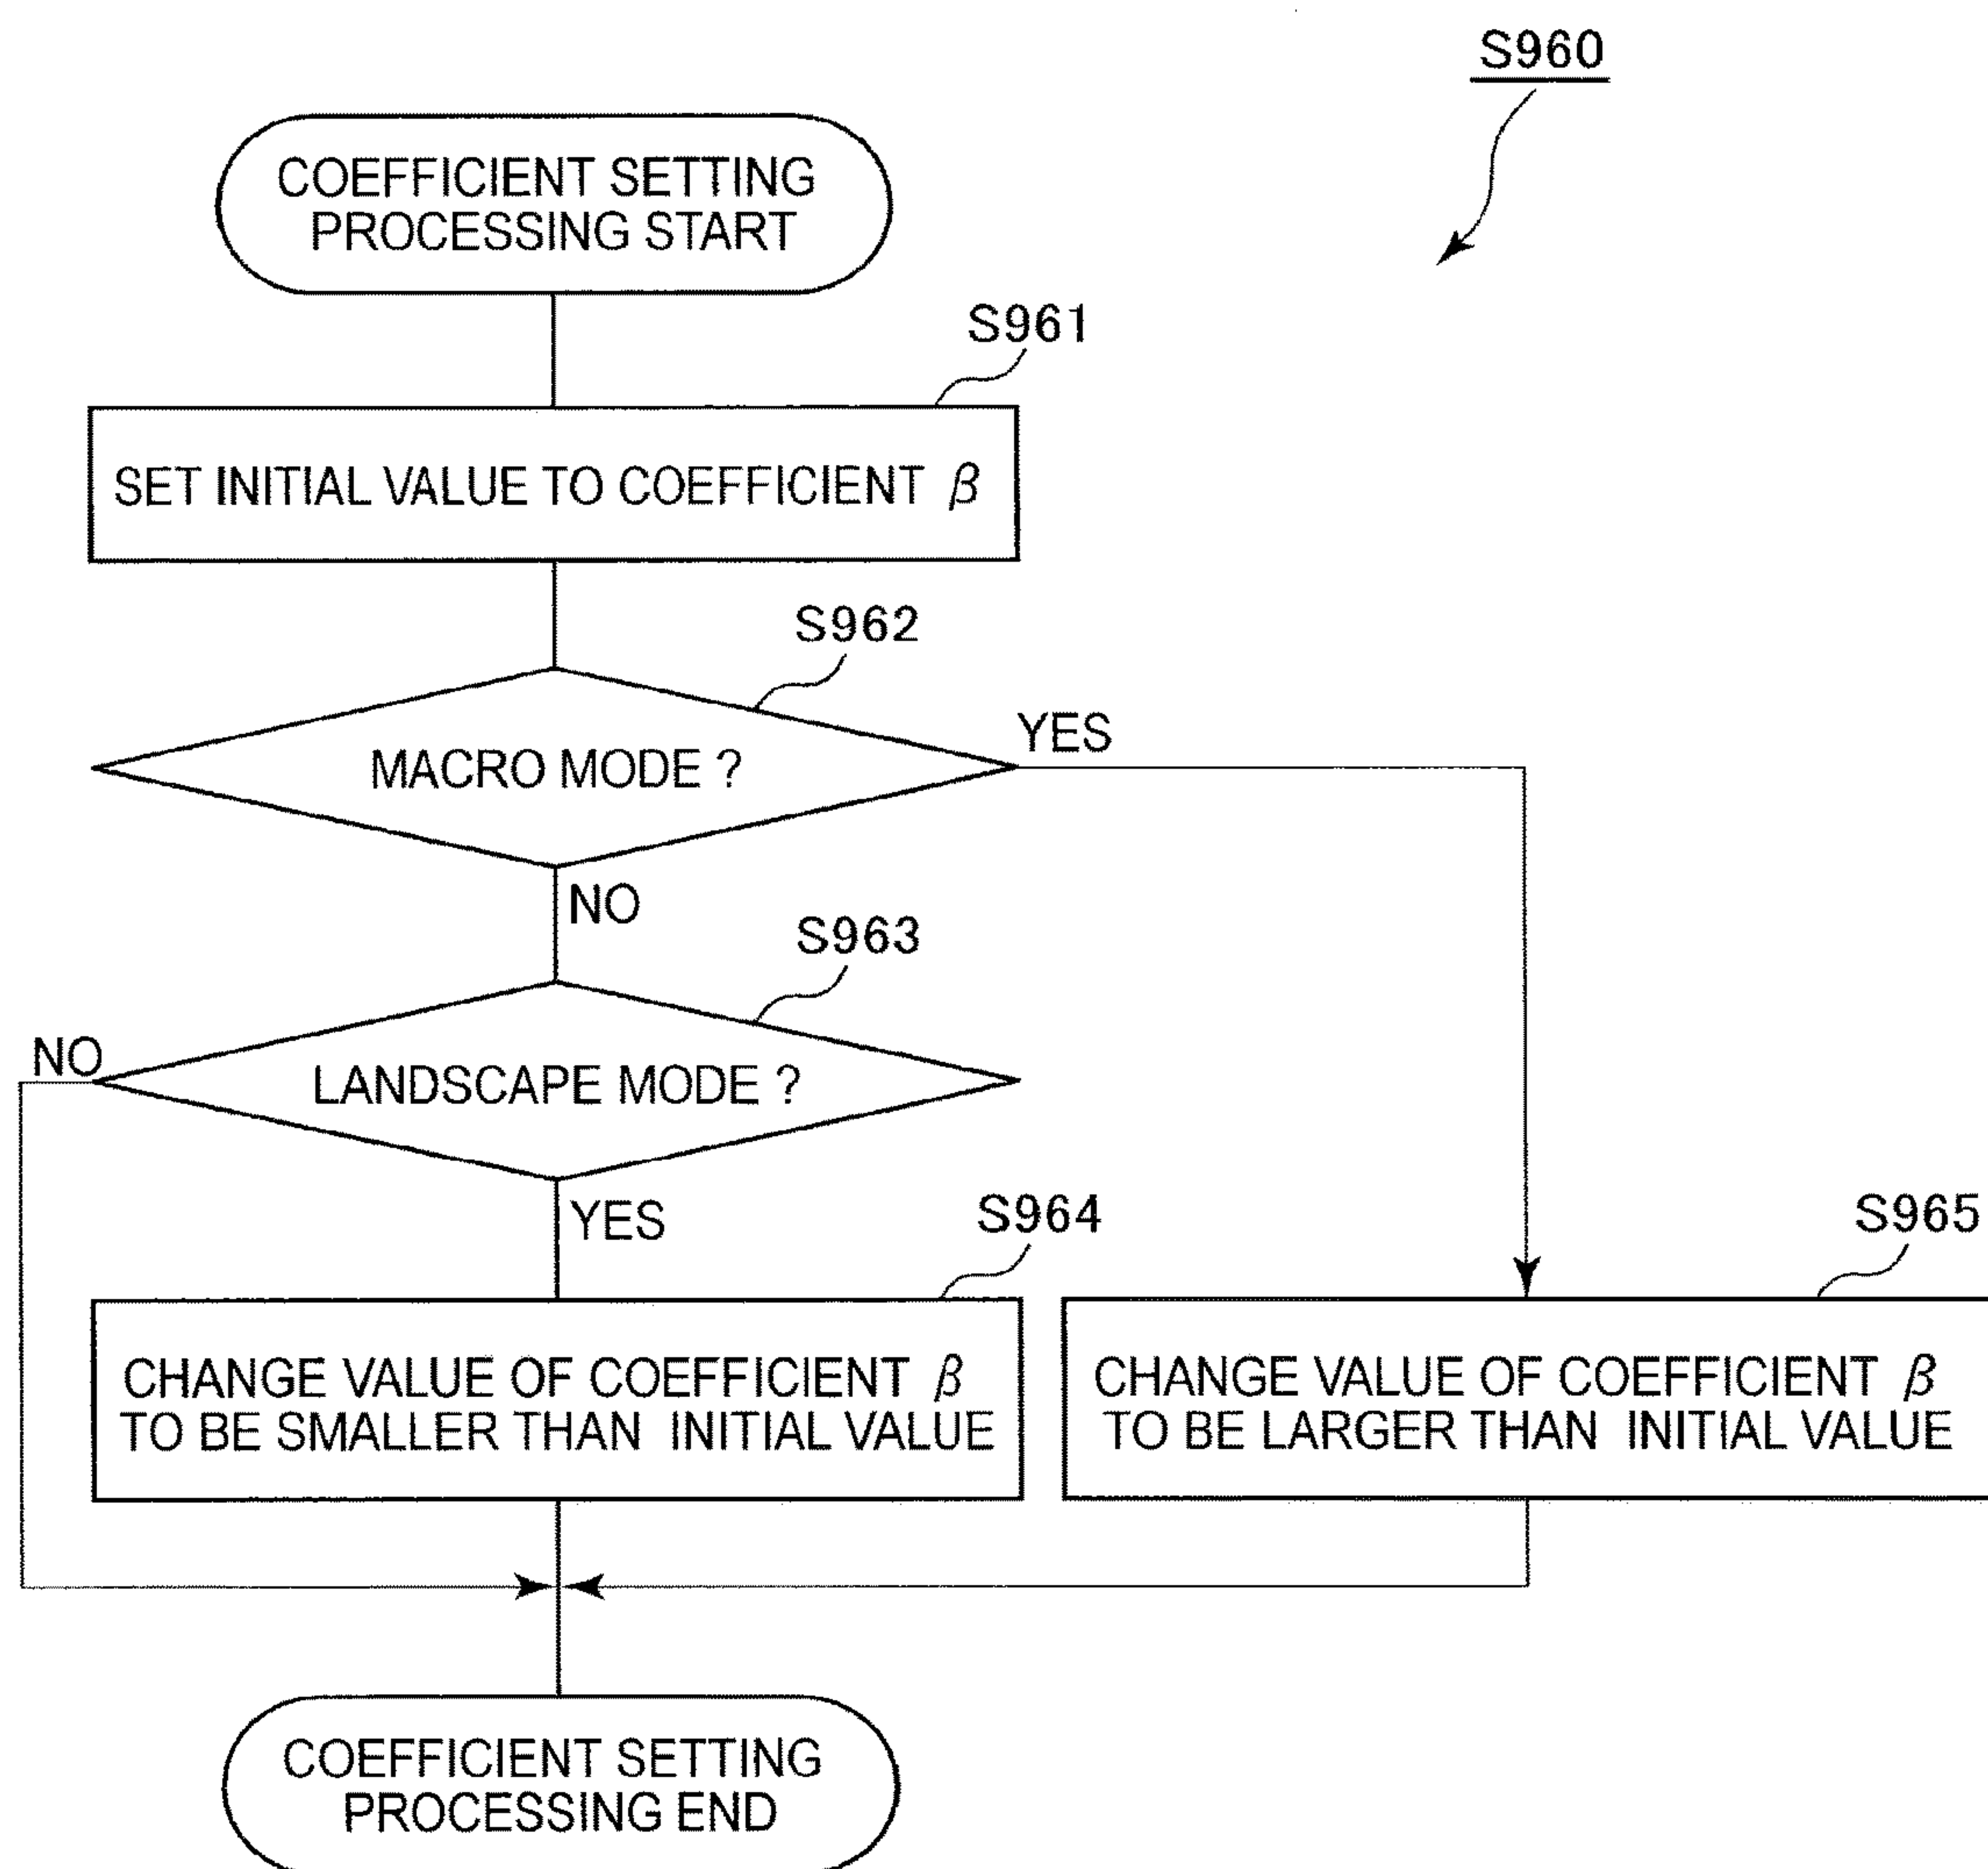 S960
COEFFICIENT SETTING
PROCESSING START
S961
SET INITIAL VALUE TO COEFFICIENT β
S962
MACRO MODE ?
YES
NO
S963
NO
LANDSCAPE MODE ?
YES
S964
S965
CHANGE VALUE OF COEFFICIENT β
TO BE SMALLER THAN INITIAL VALUE
CHANGE VALUE OF COEFFICIENT β
TO BE LARGER THAN INITIAL VALUE
COEFFICIENT SETTING
PROCESSING END